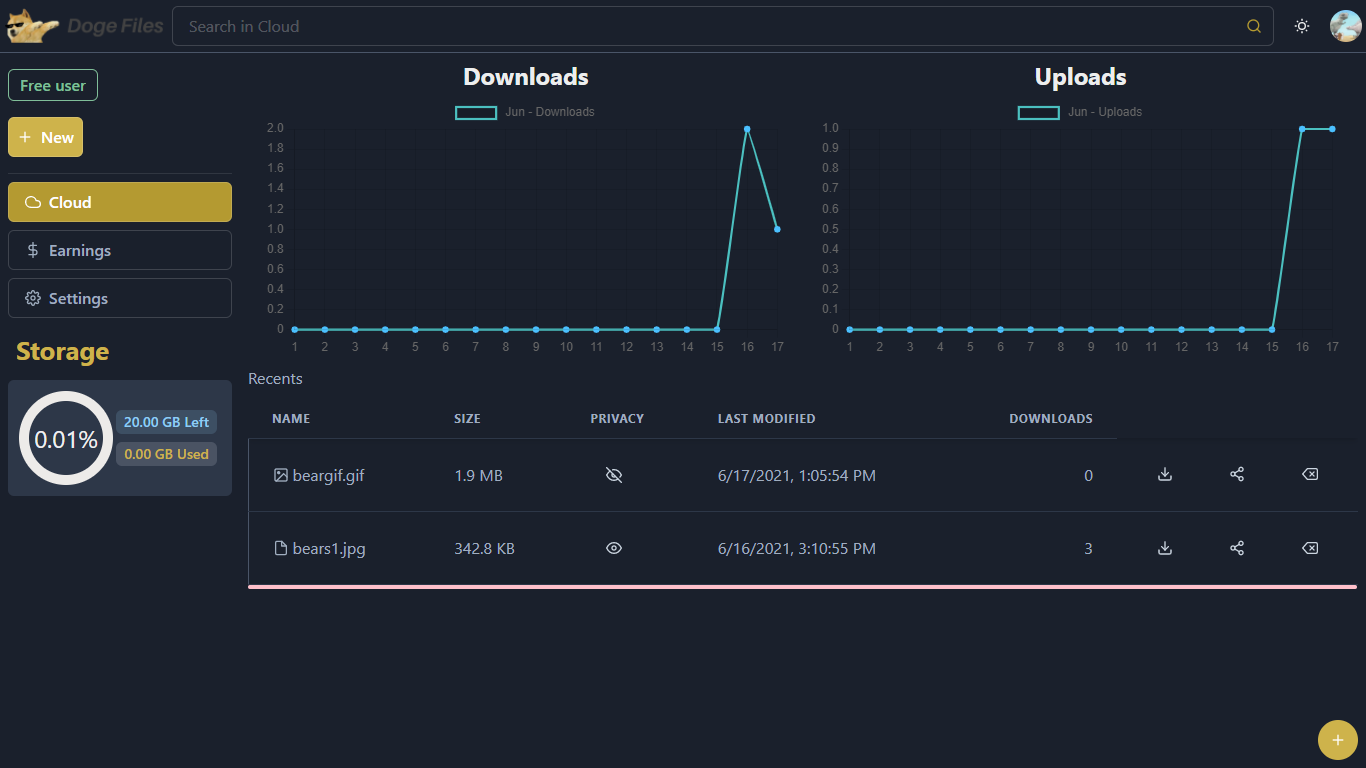 Doge Files
Search in Cloud
Free user
+ New
Cloud
Earnings
Settings
Storage
0.01%
20.00 GB Left
0.00 GB Used
Downloads
Jun - Downloads
2.0
1.8
1.6
1.4
1.2
1.0
0.8
0.6
0.4
0.2
0
1 2 3 4 5 6 7 8 9 10 11 12 13 14 15 16 17
Uploads
Jun - Uploads
1.0
0.9
0.8
0.7
0.6
0.5
0.4
0.3
0.2
0.1
0
1 2 3 4 5 6 7 8 9 10 11 12 13 14 15 16 17
Recents
NAME SIZE PRIVACY LAST MODIFIED DOWNLOADS
beargif.gif 1.9 MB 6/17/2021, 1:05:54 PM 0
bears1.jpg 342.8 KB 6/16/2021, 3:10:55 PM 3
+